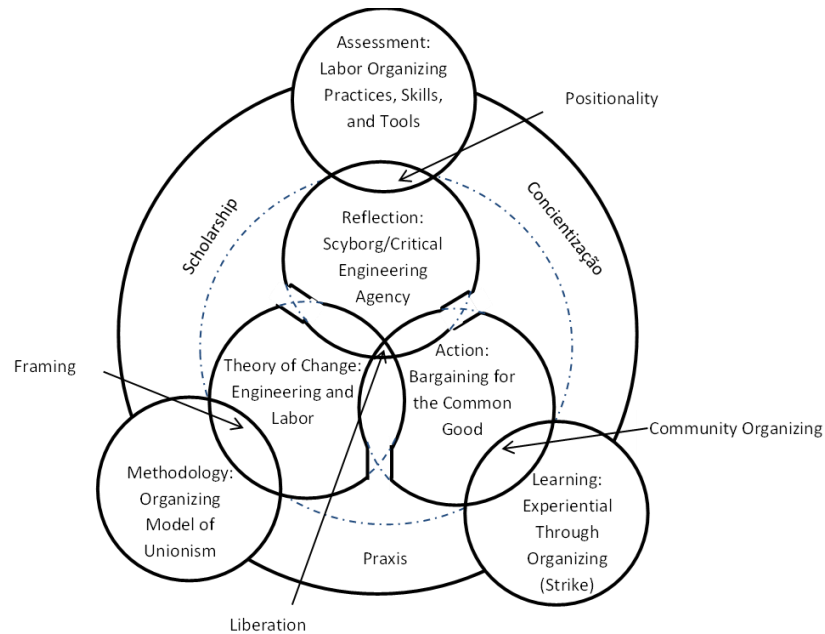 Assessment:
Labor Organizing
Practices, Skills,
and Tools
Positionality
Scholarship
Concientização
Reflection:
Scyborg/Critical
Engineering
Agency
Framing
Theory of Change:
Engineering and
Labor
Action:
Bargaining for
the Common
Good
Community Organizing
Methodology:
Organizing
Model of
Unionism
Learning:
Experiential
Through
Organizing
(Strike)
Praxis
Liberation